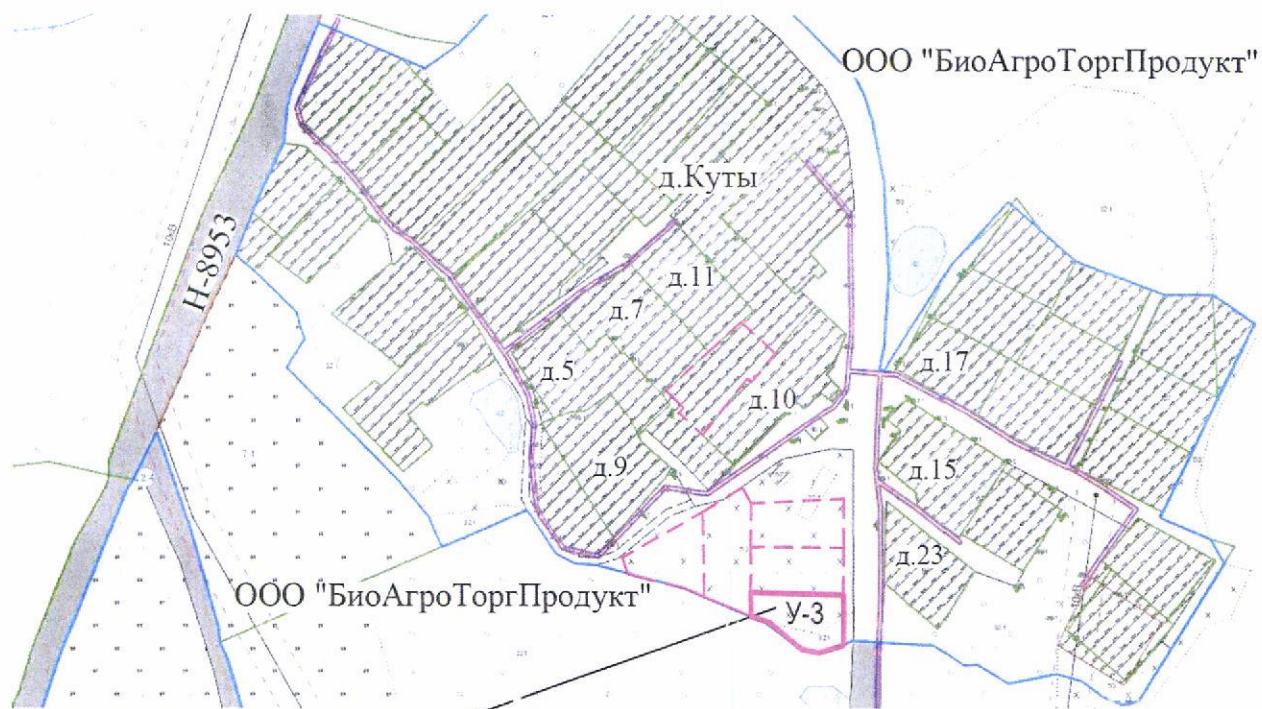 ООО "БиоАгроТоргПродукт"
д.Куты
Н-8953
д.11
д.7
д.17
д.5
д.10
д.9
д.15
д.23
ООО "БиоАгроТоргПродукт"
У-3